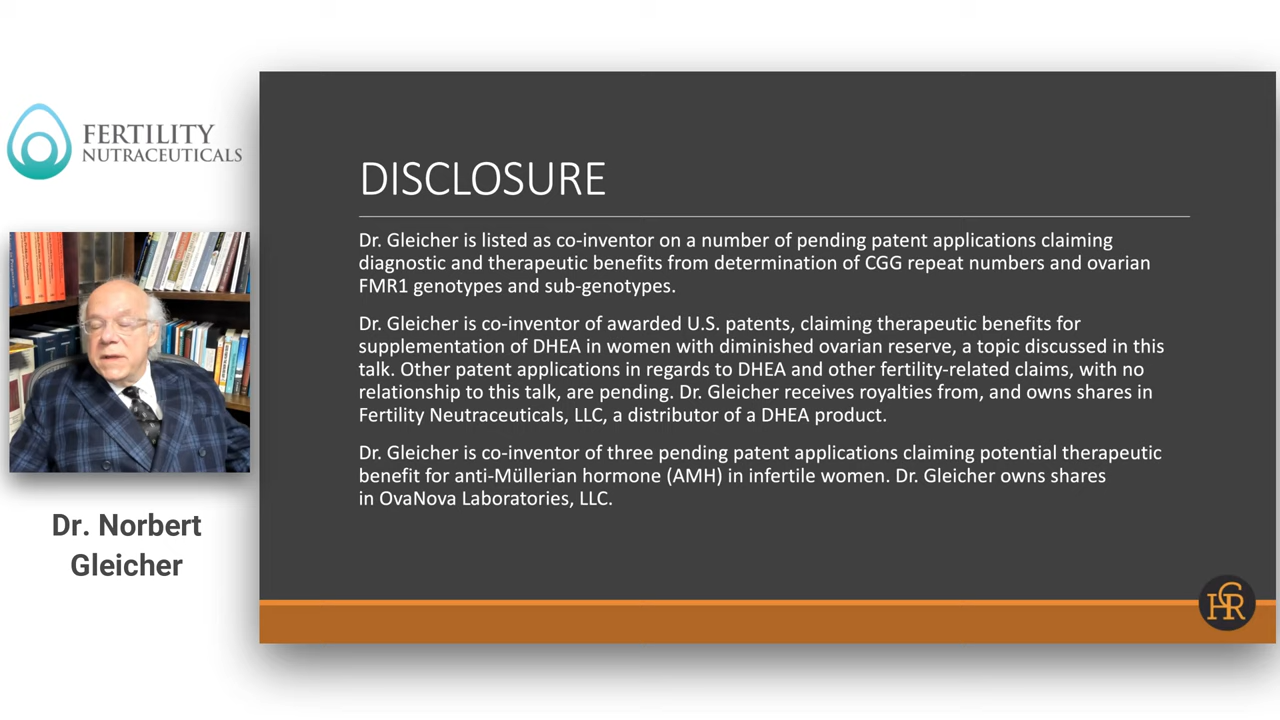 FERTILITY
NUTRACEUTICALS
Dr. Norbert
Gleicher
DISCLOSURE
Dr. Gleicher is listed as co-inventor on a number of pending patent applications claiming
diagnostic and therapeutic benefits from determination of CGG repeat numbers and ovarian
FMR1 genotypes and sub-genotypes.
Dr. Gleicher is co-inventor of awarded U.S. patents, claiming therapeutic benefits for
supplementation of DHEA in women with diminished ovarian reserve, a topic discussed in this
talk. Other patent applications in regards to DHEA and other fertility-related claims, with no
relationship to this talk, are pending. Dr. Gleicher receives royalties from, and owns shares in
Fertility Neutraceuticals, LLC, a distributor of a DHEA product.
Dr. Gleicher is co-inventor of three pending patent applications claiming potential therapeutic
benefit for anti-Müllerian hormone (AMH) in infertile women. Dr. Gleicher owns shares
in OvaNova Laboratories, LLC.
CHR